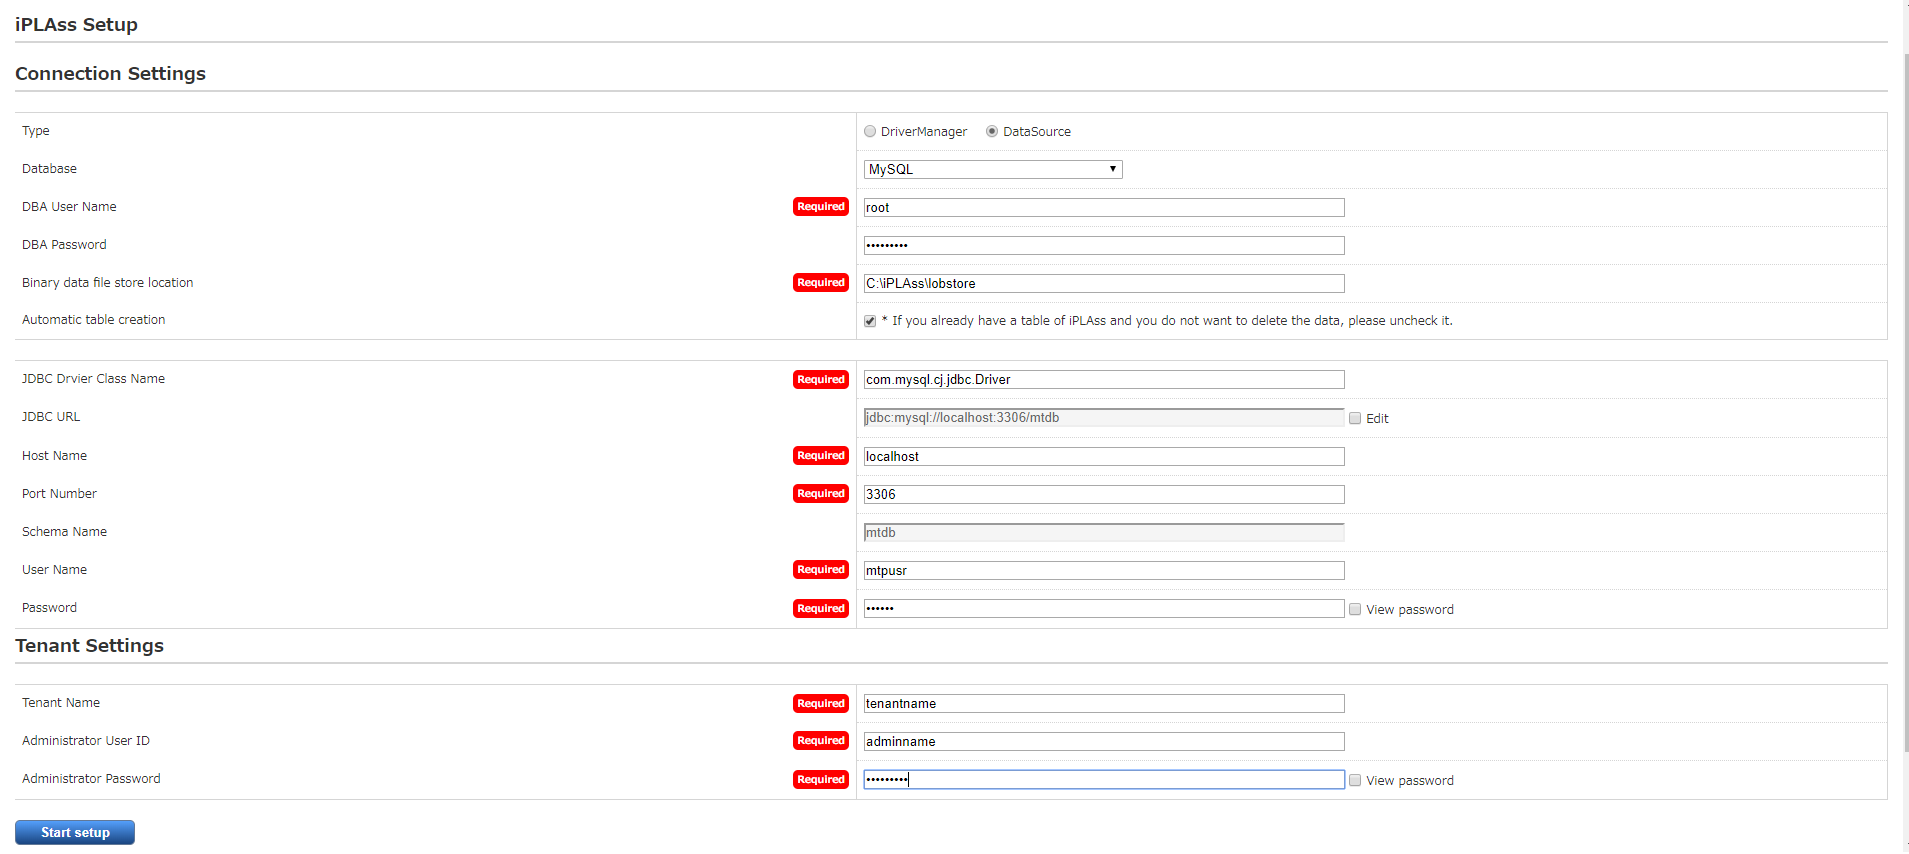 iPLAss Setup
Connection Settings
Type DriverManager DataSource
Database MySQL
DBA User Name Required root
DBA Password •••••••••
Binary data file store location Required C:\iPLAss\lobstore
Automatic table creation * If you already have a table of iPLAss and you do not want to delete the data, please uncheck it.
JDBC Drvier Class Name Required com.mysql.cj.jdbc.Driver
JDBC URL jdbc:mysql://localhost:3306/mtdb Edit
Host Name Required localhost
Port Number Required 3306
Schema Name mtdb
User Name Required mtpusr
Password Required •••••• View password
Tenant Settings
Tenant Name Required tenantname
Administrator User ID Required adminname
Administrator Password Required ••••••••• View password
Start setup